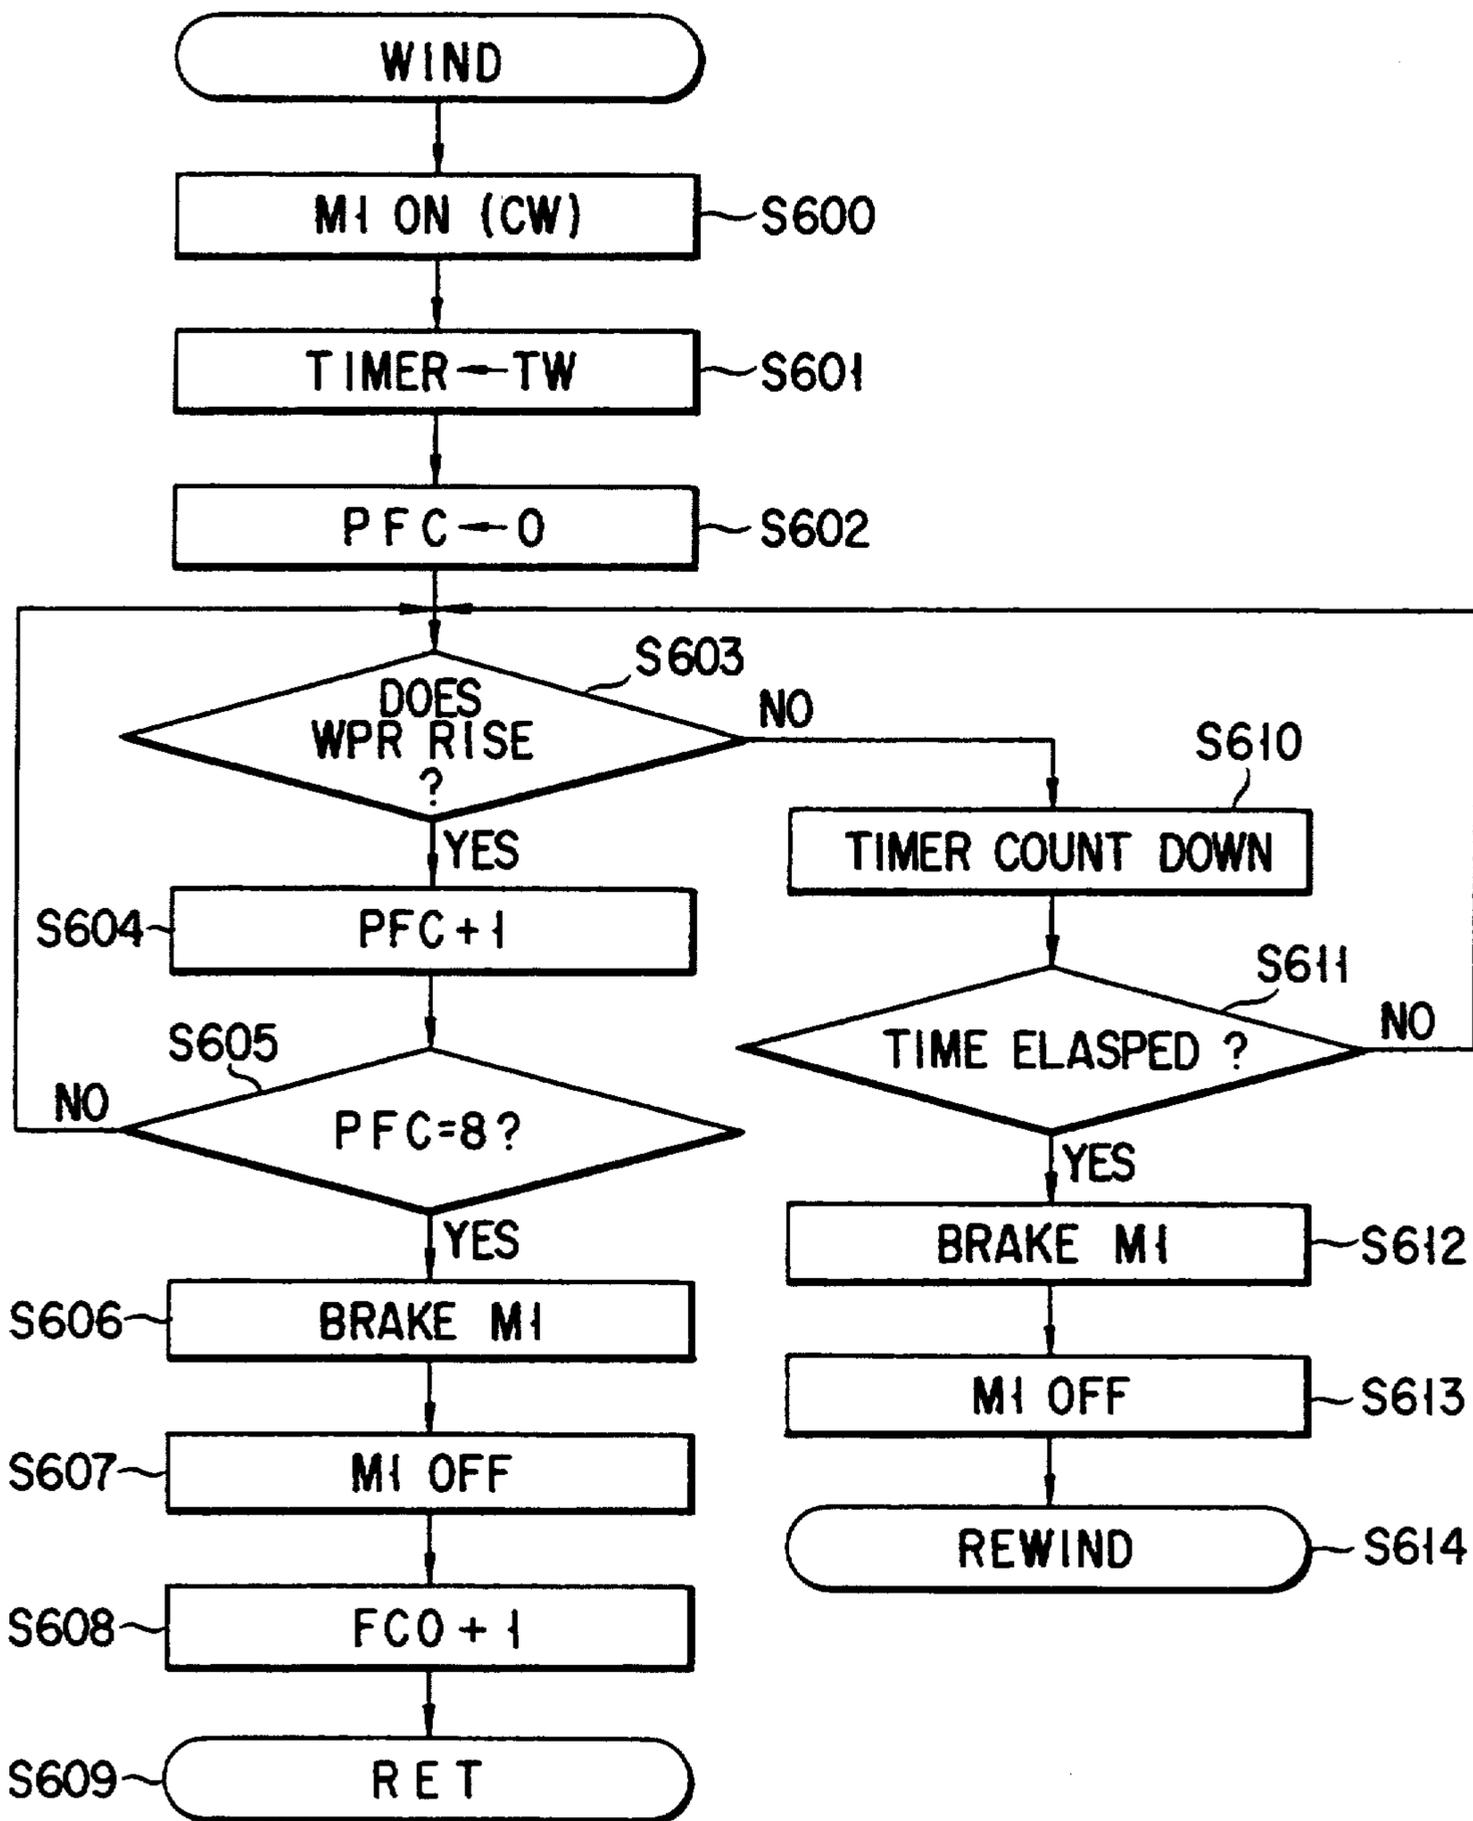 WIND
M1 ON (CW)
S600
TIMER←TW
S601
PFC←0
S602
S603
DOES
WPR RISE
?
NO
YES
S610
TIMER COUNT DOWN
S604
PFC+1
S611
TIME ELASPED ?
NO
S605
NO
PFC=8?
YES
YES
BRAKE M1
S612
S606
BRAKE M1
M1 OFF
S613
S607
M1 OFF
REWIND
S614
S608
FCO+1
S609
RET